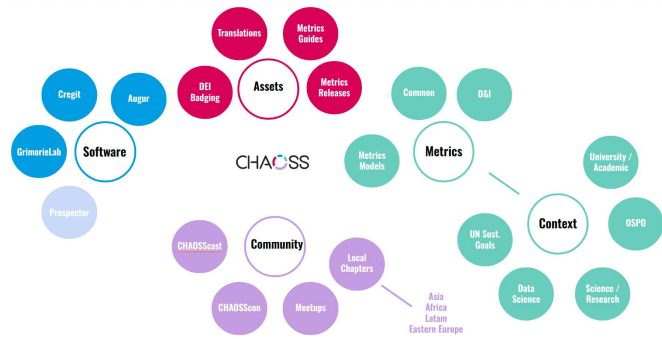 Translations
Metrics
Guides
DEI
Badging
Assets
Metrics
Releases
Cregit
Augur
GrimorieLab
Software
Prospector
CHAOSS
Common
D&I
Metrics
Models
Metrics
University /
Academic
UN Sust.
Goals
Context
OSPO
Data
Science
Science /
Research
CHAOSScast
Community
Local
Chapters
CHAOSScon
Meetups
Asia
Africa
Latam
Eastern Europe